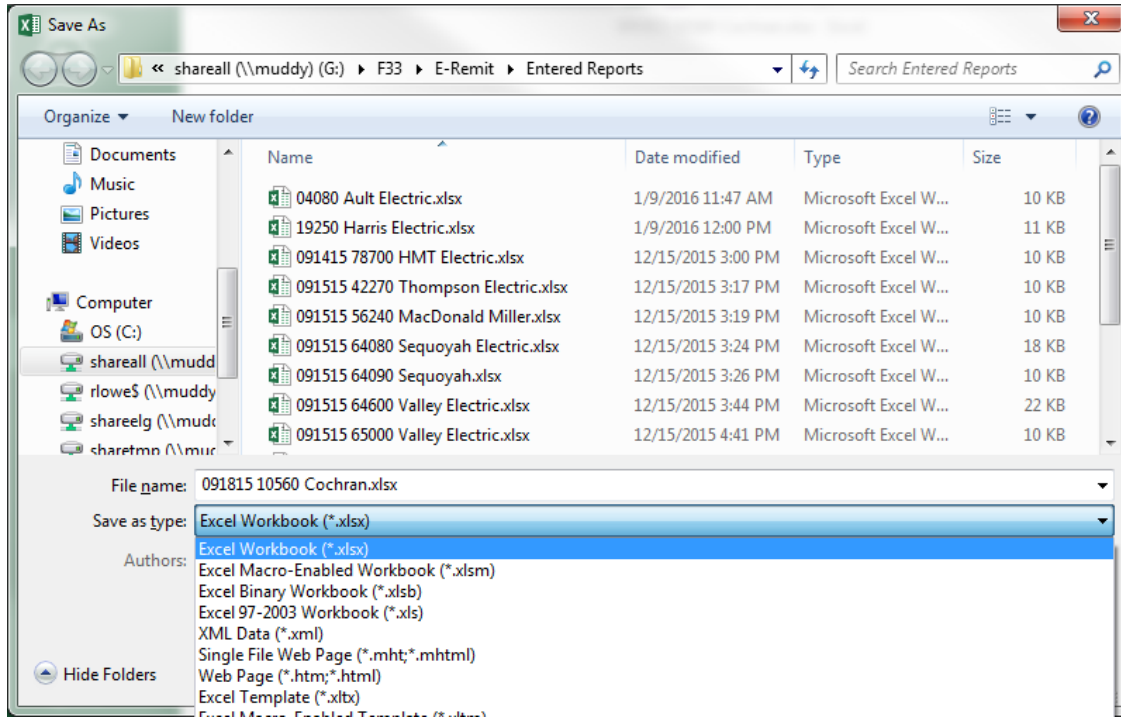 Save As
« shareall (\\muddy) (G:) ▸ F33 ▸ E-Remit ▸ Entered Reports
Search Entered Reports
Organize New folder
Documents
Music
Pictures
Videos
Computer
OS (C:)
shareall (\\mudd
rlowe$ (\\muddy
shareelg (\\mudd
sharetmp (\\mud
Name Date modified Type Size
04080 Ault Electric.xlsx 1/9/2016 11:47 AM Microsoft Excel W... 10 KB
19250 Harris Electric.xlsx 1/9/2016 12:00 PM Microsoft Excel W... 11 KB
091415 78700 HMT Electric.xlsx 12/15/2015 3:00 PM Microsoft Excel W... 10 KB
091515 42270 Thompson Electric.xlsx 12/15/2015 3:17 PM Microsoft Excel W... 10 KB
091515 56240 MacDonald Miller.xlsx 12/15/2015 3:19 PM Microsoft Excel W... 10 KB
091515 64080 Sequoyah Electric.xlsx 12/15/2015 3:24 PM Microsoft Excel W... 18 KB
091515 64090 Sequoyah.xlsx 12/15/2015 3:26 PM Microsoft Excel W... 10 KB
091515 64600 Valley Electric.xlsx 12/15/2015 3:44 PM Microsoft Excel W... 22 KB
091515 65000 Valley Electric.xlsx 12/15/2015 4:41 PM Microsoft Excel W... 10 KB
File name: 091815 10560 Cochran.xlsx
Save as type: Excel Workbook (*.xlsx)
Authors:
Excel Workbook (*.xlsx)
Excel Macro-Enabled Workbook (*.xlsm)
Excel Binary Workbook (*.xlsb)
Excel 97-2003 Workbook (*.xls)
XML Data (*.xml)
Single File Web Page (*.mht;*.mhtml)
Web Page (*.htm;*.html)
Excel Template (*.xltx)
Excel Macro-Enabled Template (*.xltm)
Hide Folders